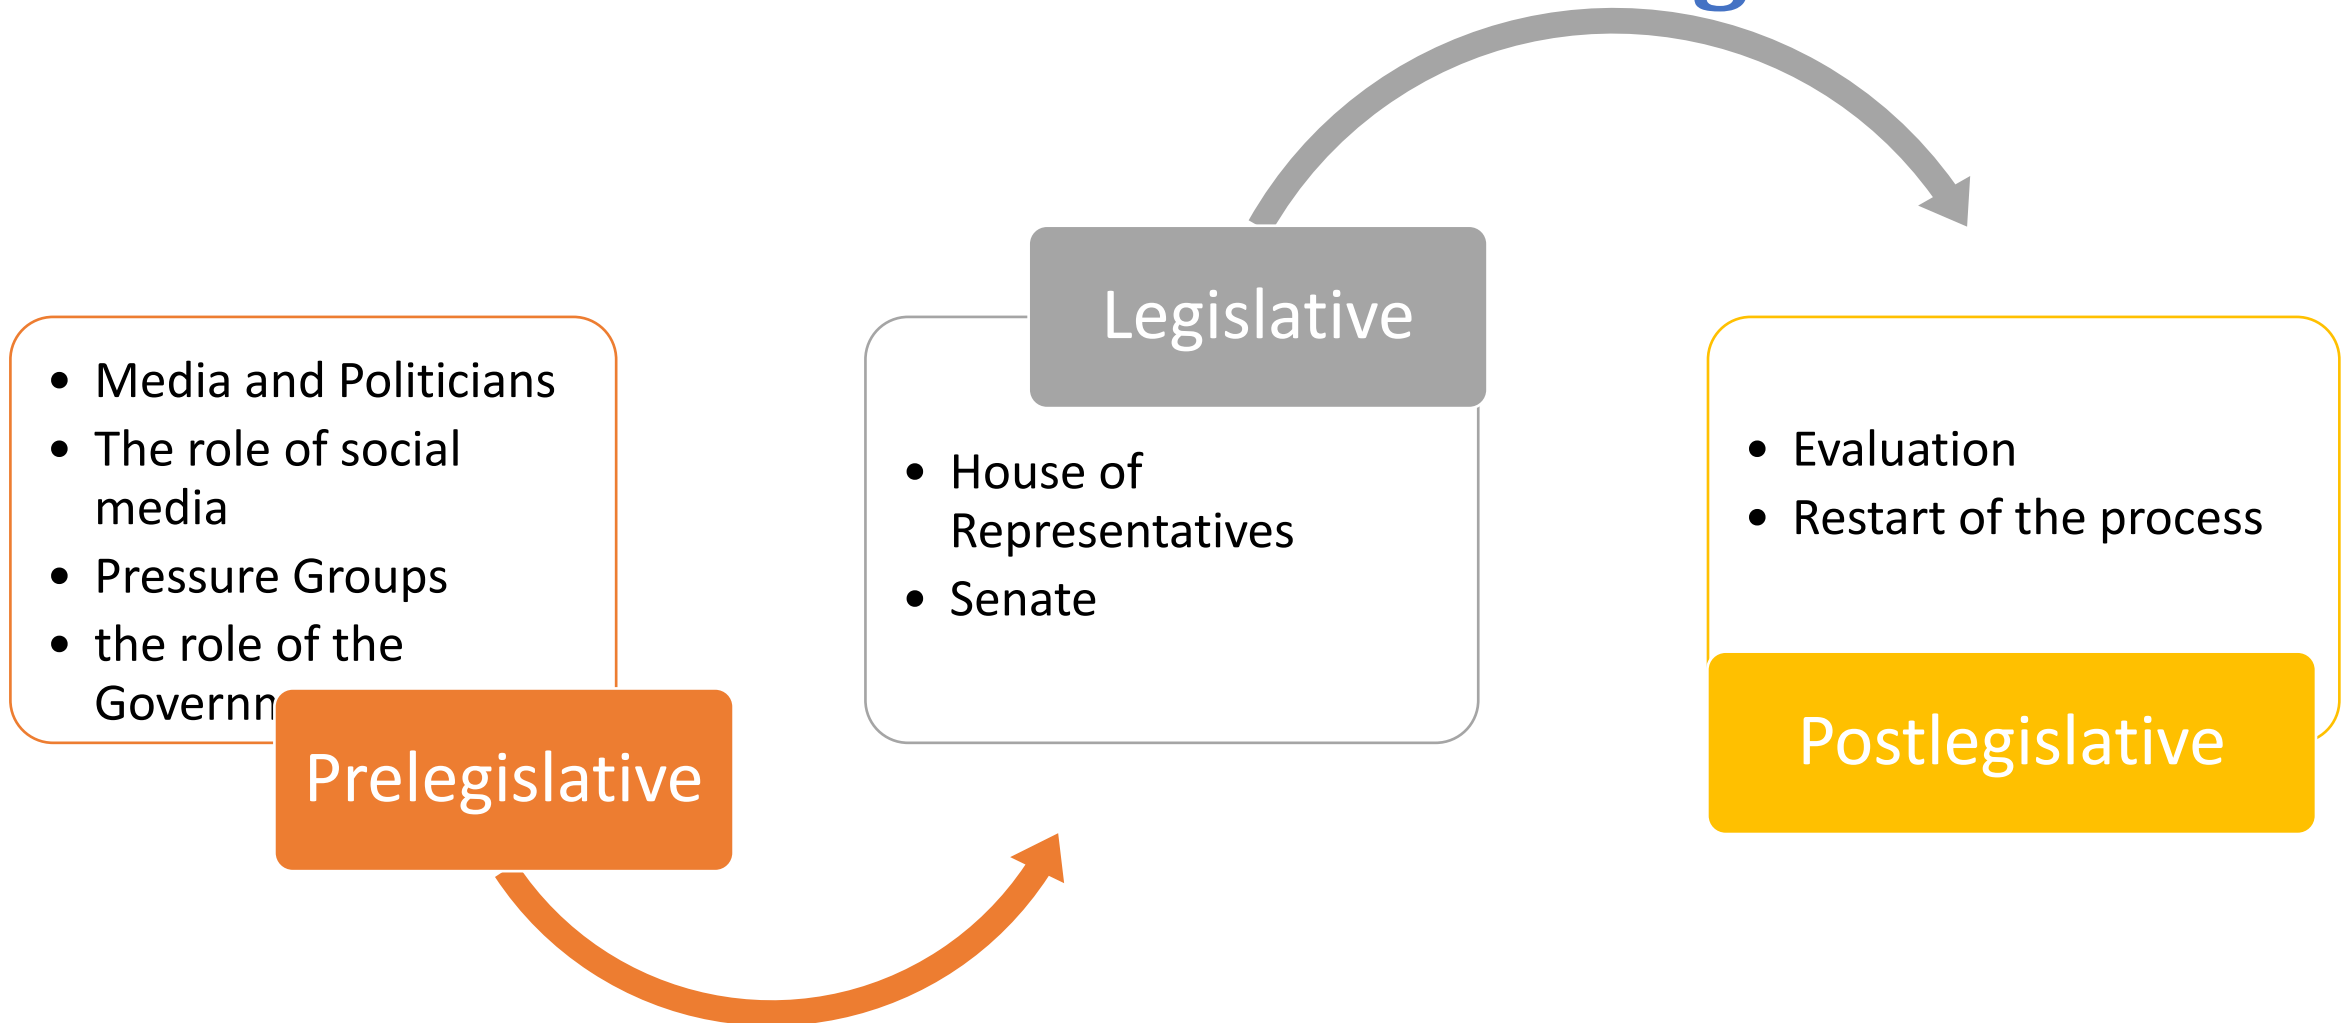 • Media and Politicians
• The role of social
media
• Pressure Groups
• the role of the
Prelegislative
Legislative
• House of
Representatives
• Senate
• Evaluation
• Restart of the process
Postlegislative